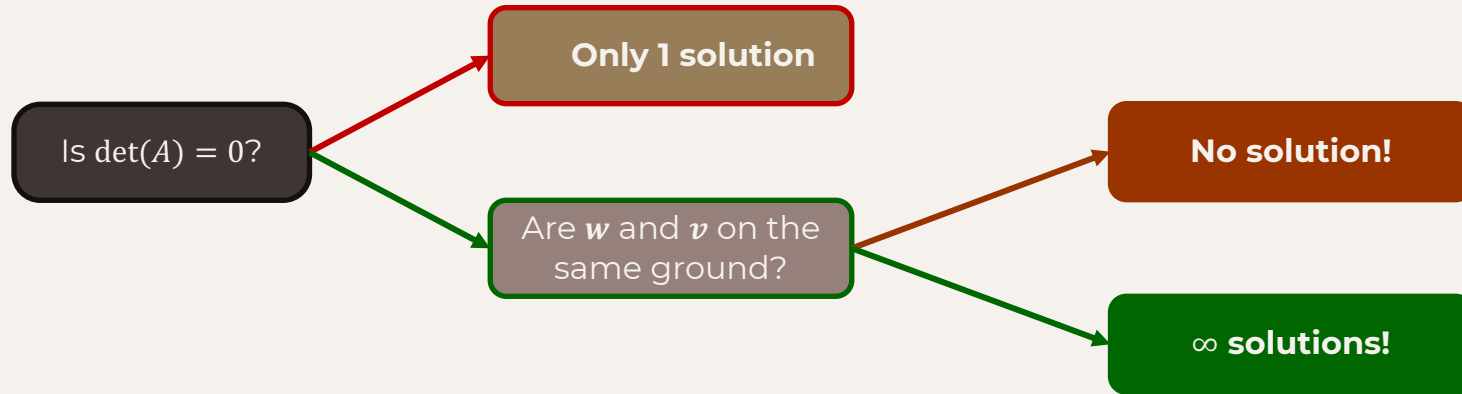 Only 1 solution
Is det(A) = 0?
No solution!
Are w and v on the
same ground?
∞ solutions!